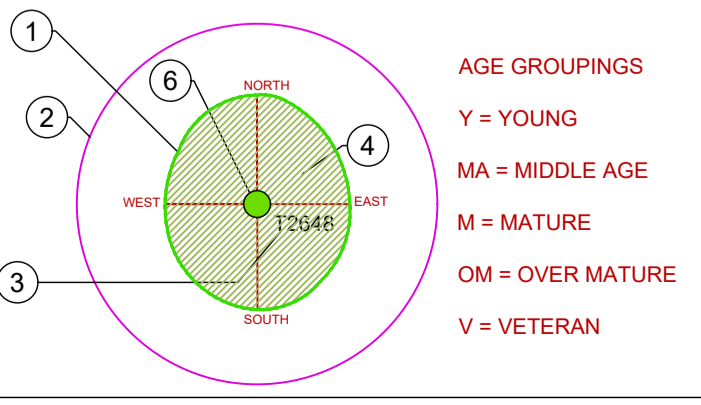 1
2
6
NORTH
4
WEST
EAST
T2648
3
SOUTH
AGE GROUPINGS
Y = YOUNG
MA = MIDDLE AGE
M = MATURE
OM = OVER MATURE
V = VETERAN